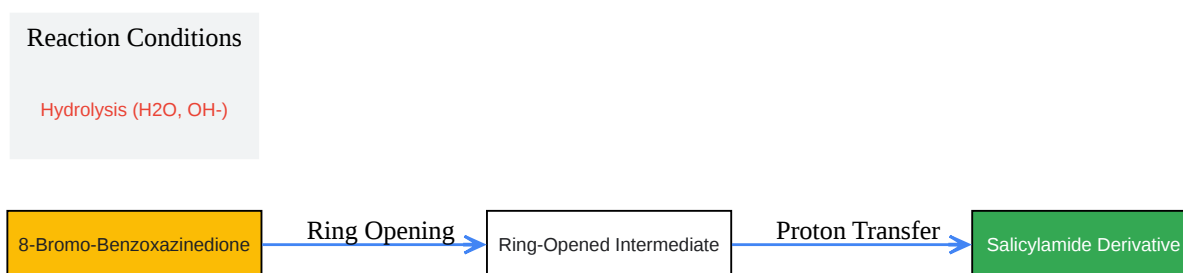 Reaction Conditions
Hydrolysis (H2O, OH-)
8-Bromo-Benzoxazinedione
Ring Opening
Ring-Opened Intermediate
Proton Transfer
Salicylamide Derivative